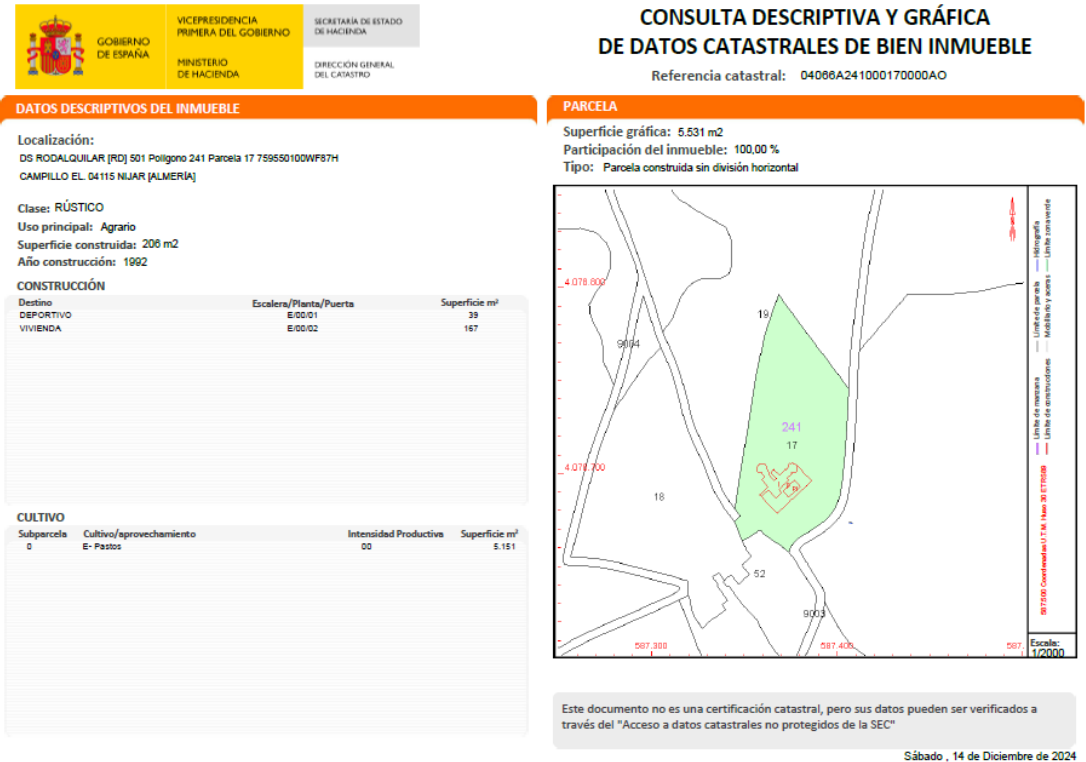 GOBIERNO
DE ESPAÑA
VICEPRESIDENCIA
PRIMERA DEL GOBIERNO
MINISTERIO
DE HACIENDA
SECRETARÍA DE ESTADO
DE HACIENDA
DIRECCIÓN GENERAL
DEL CATASTRO
CONSULTA DESCRIPTIVA Y GRÁFICA
DE DATOS CATASTRALES DE BIEN INMUEBLE
Referencia catastral: 04066A241000170000AO
DATOS DESCRIPTIVOS DEL INMUEBLE
Localización:
DS RODALQUILAR [RD] 501 Polígono 241 Parcela 17 759550100WF87H
CAMPILLO EL. 04115 NIJAR [ALMERÍA]
Clase: RÚSTICO
Uso principal: Agrario
Superficie construida: 206 m2
Año construcción: 1992
CONSTRUCCIÓN
Destino Escalera/Planta/Puerta Superficie m²
DEPORTIVO E/00/01 39
VIVIENDA E/00/02 167
CULTIVO
Subparcela Cultivo/aprovechamiento Intensidad Productiva Superficie m²
0 E- Pastos 00 5.151
PARCELA
Superficie gráfica: 5.531 m2
Participación del inmueble: 100,00 %
Tipo: Parcela construida sin división horizontal
4.078.800
19
9004
241
17
4.078.700
18
52
9003
587.300
587.400
587.
Límite de manzana Límite de parcela Hidrografía
Límite de construcciones Mobiliario y aceras Límite zona verde
587.500 Coordenadas U.T.M. Huso 30 ETRS89
Escala:
1/2000
Este documento no es una certificación catastral, pero sus datos pueden ser verificados a
través del "Acceso a datos catastrales no protegidos de la SEC"
Sábado , 14 de Diciembre de 2024